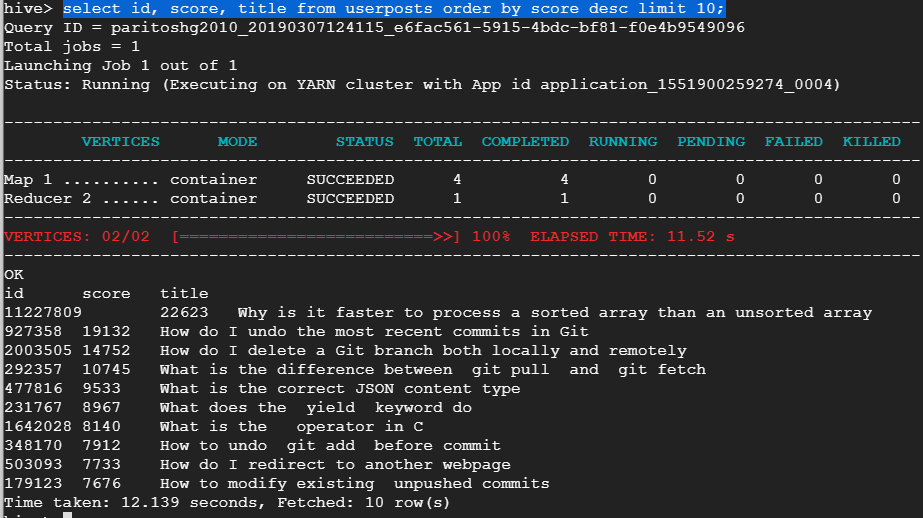 hive> select id, score, title from userposts order by score desc limit 10;
Query ID = paritoshg2010_20190307124115_e6fac561-5915-4bdc-bf81-f0e4b9549096
Total jobs = 1
Launching Job 1 out of 1
Status: Running (Executing on YARN cluster with App id application_1551900259274_0004)
----------------------------------------------------------------------------------------------
        VERTICES      MODE        STATUS  TOTAL  COMPLETED  RUNNING  PENDING  FAILED  KILLED
----------------------------------------------------------------------------------------------
Map 1 .......... container     SUCCEEDED      4          4        0        0       0       0
Reducer 2 ...... container     SUCCEEDED      1          1        0        0       0       0
----------------------------------------------------------------------------------------------
VERTICES: 02/02  [==========================>>] 100%  ELAPSED TIME: 11.52 s
----------------------------------------------------------------------------------------------
OK
id      score   title
11227809        22623   Why is it faster to process a sorted array than an unsorted array
927358  19132   How do I undo the most recent commits in Git
2003505 14752   How do I delete a Git branch both locally and remotely
292357  10745   What is the difference between  git pull  and  git fetch
477816  9533    What is the correct JSON content type
231767  8967    What does the  yield  keyword do
1642028 8140    What is the   operator in C
348170  7912    How to undo  git add  before commit
503093  7733    How do I redirect to another webpage
179123  7676    How to modify existing  unpushed commits
Time taken: 12.139 seconds, Fetched: 10 row(s)